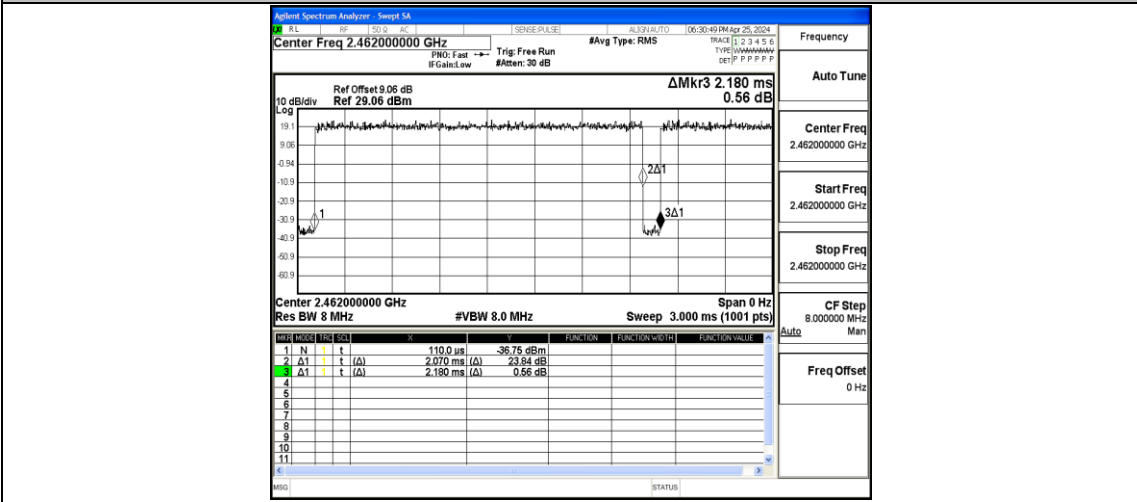 Agilent Spectrum Analyzer - Swept SA
RL RF 50 Ω AC SENSE:PULSE ALIGN AUTO 06:30:49 PM Apr 25, 2024
Center Freq 2.462000000 GHz #Avg Type: RMS TRACE 1 2 3 4 5 6
PNO: Fast Trig: Free Run TYPE WWWWWW
IFGain:Low #Atten: 30 dB DET P P P P P P
Frequency
Auto Tune
Center Freq
2.462000000 GHz
Start Freq
2.462000000 GHz
Stop Freq
2.462000000 GHz
CF Step
8.000000 MHz
Auto Man
Freq Offset
0 Hz
ΔMkr3 2.180 ms
0.56 dB
Ref Offset 9.06 dB
10 dB/div Ref 29.06 dBm
Log
19.1
9.06
-0.94
-10.9
-20.9
-30.9
-40.9
-50.9
-60.9
1
2Δ1
3Δ1
Center 2.462000000 GHz Span 0 Hz
Res BW 8 MHz #VBW 8.0 MHz Sweep 3.000 ms (1001 pts)
MKR MODE TRC SCL X Y FUNCTION FUNCTION WIDTH FUNCTION VALUE
1 N 1 t 110.0 us -36.75 dBm
2 Δ1 1 t (Δ) 2.070 ms (Δ) 23.84 dB
3 Δ1 1 t (Δ) 2.180 ms (Δ) 0.56 dB
4
5
6
7
8
9
10
11
MSG STATUS